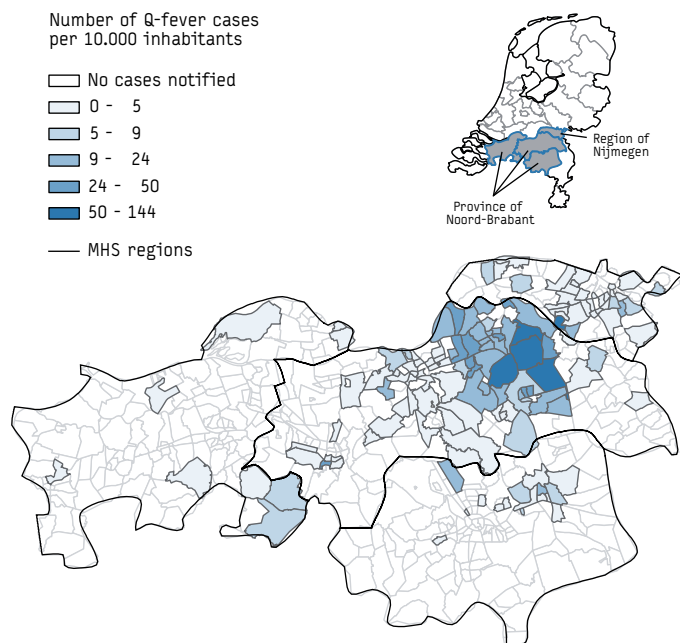 Number of Q-fever cases
per 10.000 inhabitants
No cases notified
0 - 5
5 - 9
9 - 24
24 - 50
50 - 144
MHS regions
Region of
Nijmegen
Province of
Noord-Brabant